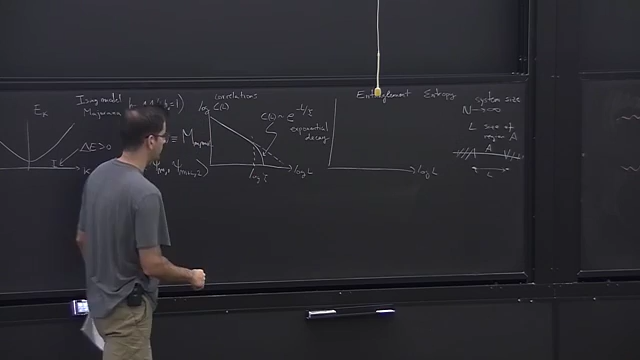 Ising model
Majorana
E_k
ΔE>0
k
correlations
log C(L)
C(L) ~ e^{-L/ξ}
exponential
decay
log ξ
log L
Entanglement Entropy
log L
system size
N→∞
L size of
region A
A
L